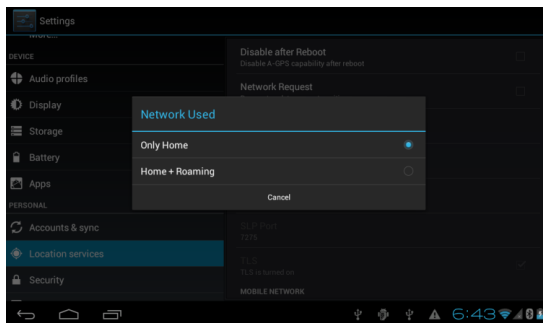 Settings
DEVICE
Audio profiles
Display
Storage
Battery
Apps
PERSONAL
Accounts & sync
Location services
Security
Disable after Reboot
Disable A-GPS capability after reboot
Network Request
Network Used
Only Home
Home + Roaming
Cancel
SLP Port
7275
TLS
TLS is turned on
MOBILE NETWORK
6:43